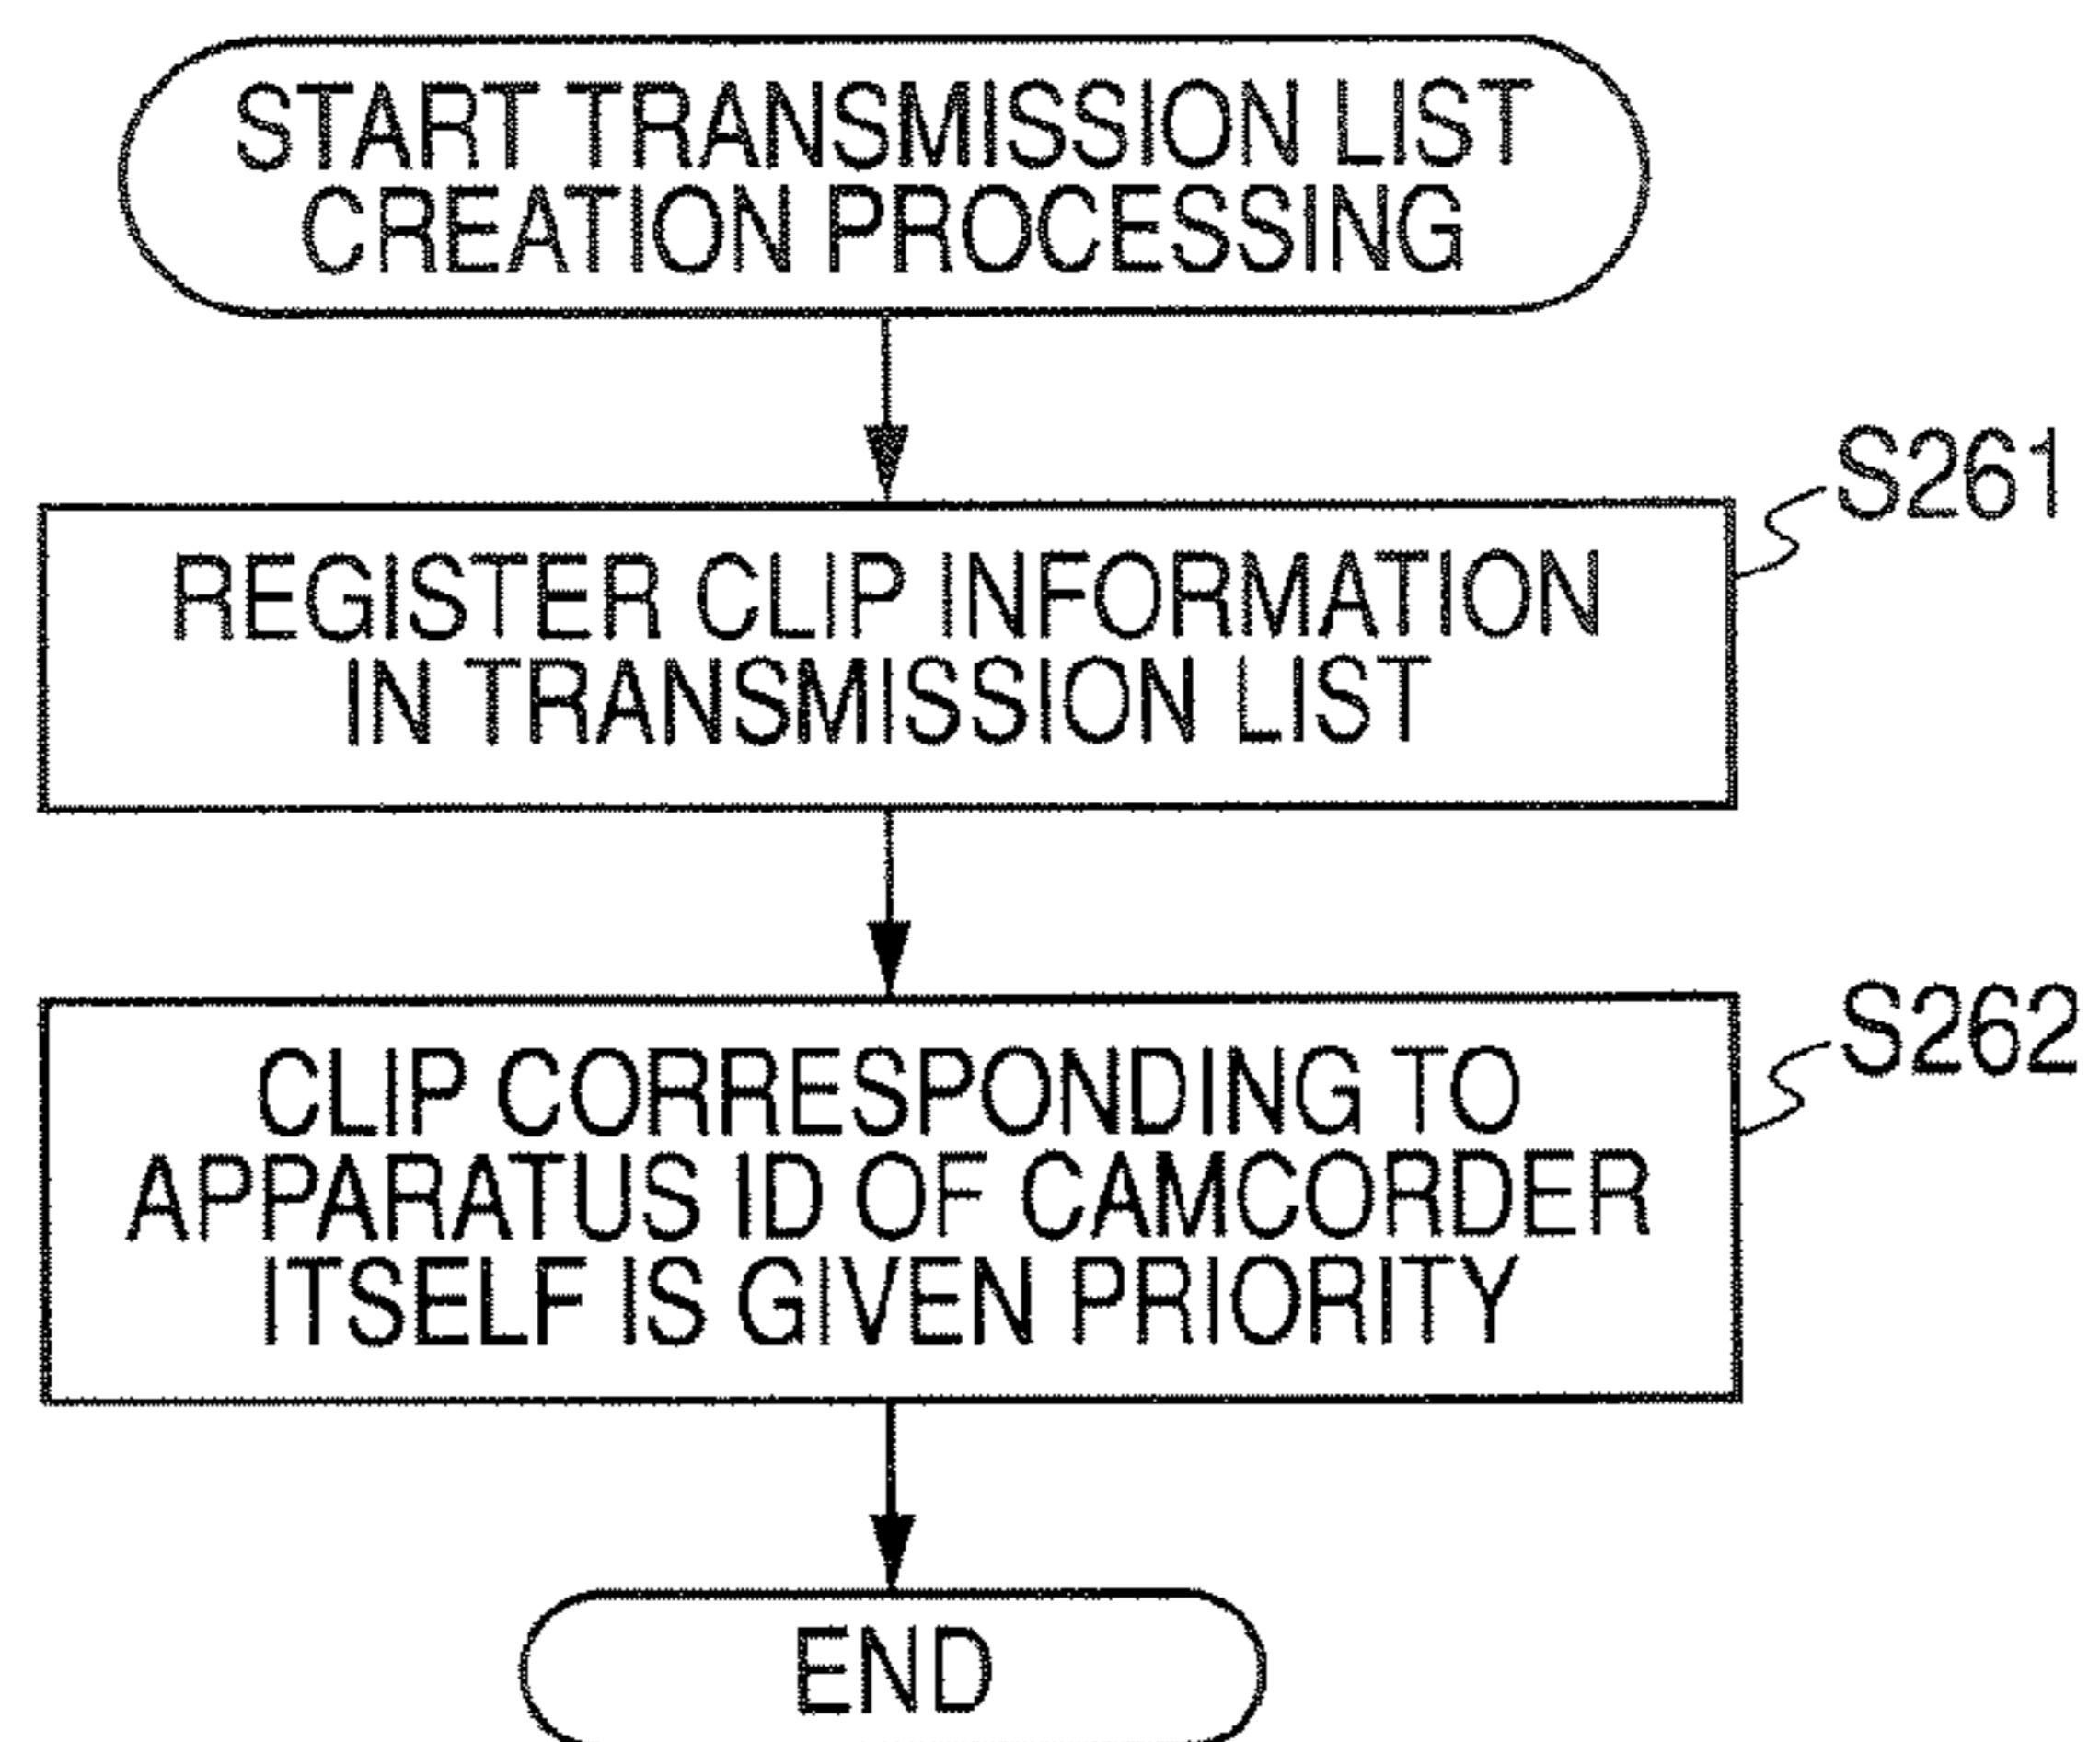 START TRANSMISSION LIST
CREATION PROCESSING
S261
REGISTER CLIP INFORMATION
IN TRANSMISSION LIST
S262
CLIP CORRESPONDING TO
APPARATUS ID OF CAMCORDER
ITSELF IS GIVEN PRIORITY
END